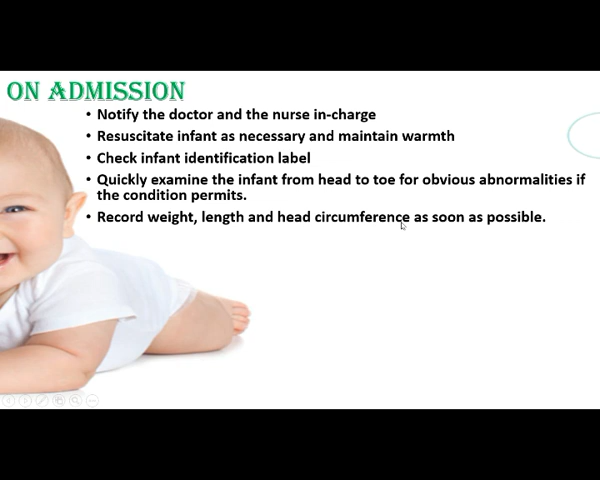 ON ADMISSION
• Notify the doctor and the nurse in-charge
• Resuscitate infant as necessary and maintain warmth
• Check infant identification label
• Quickly examine the infant from head to toe for obvious abnormalities if
the condition permits.
• Record weight, length and head circumference as soon as possible.